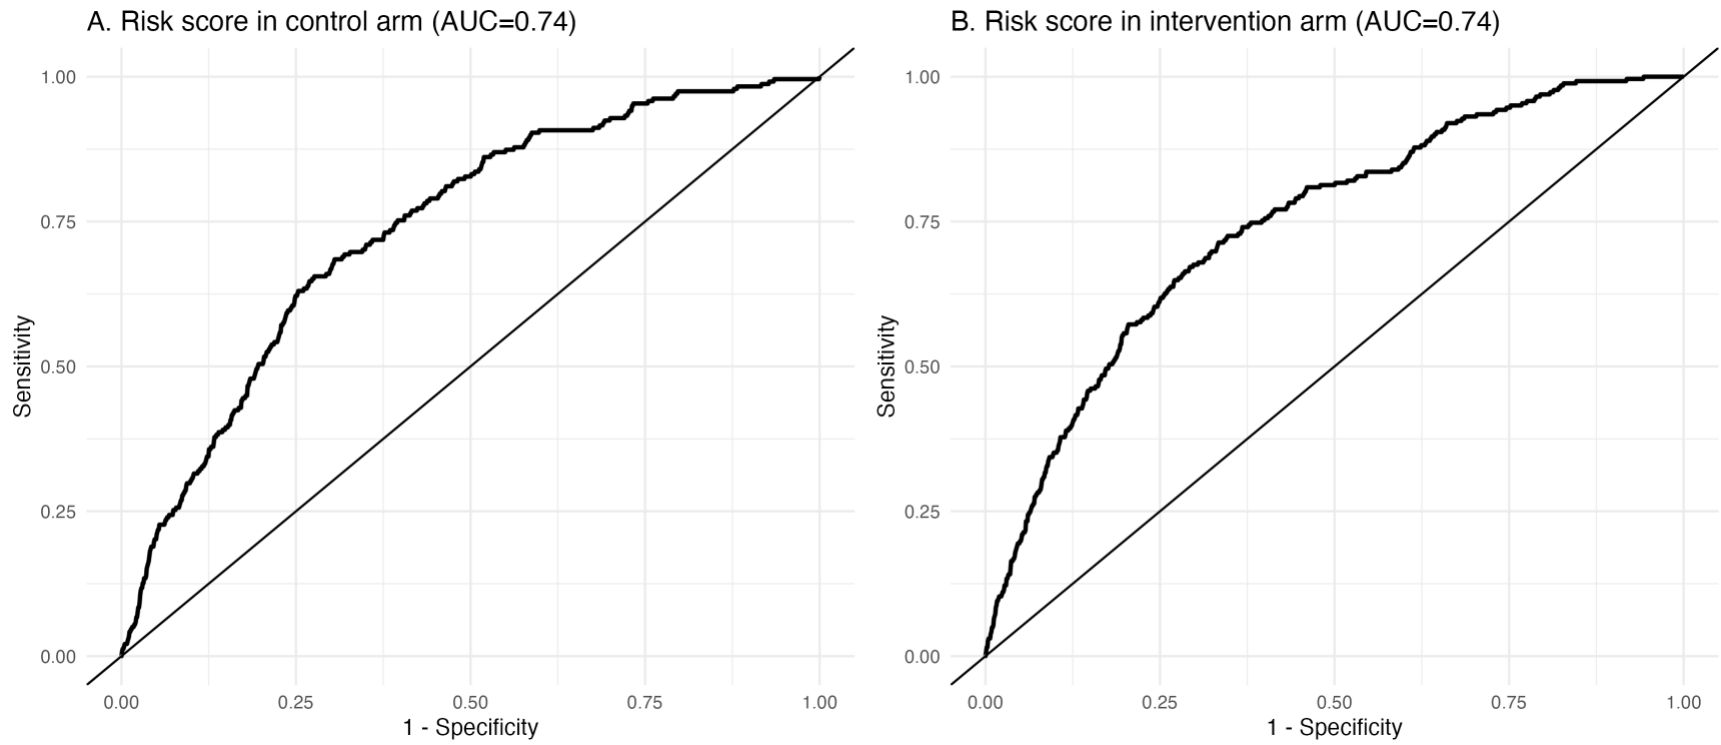 A. Risk score in control arm (AUC=0.74)
1.00
0.75
0.50
0.25
0.00
Sensitivity
0.00 0.25 0.50 0.75 1.00
1 - Specificity
B. Risk score in intervention arm (AUC=0.74)
1.00
0.75
0.50
0.25
0.00
Sensitivity
0.00 0.25 0.50 0.75 1.00
1 - Specificity